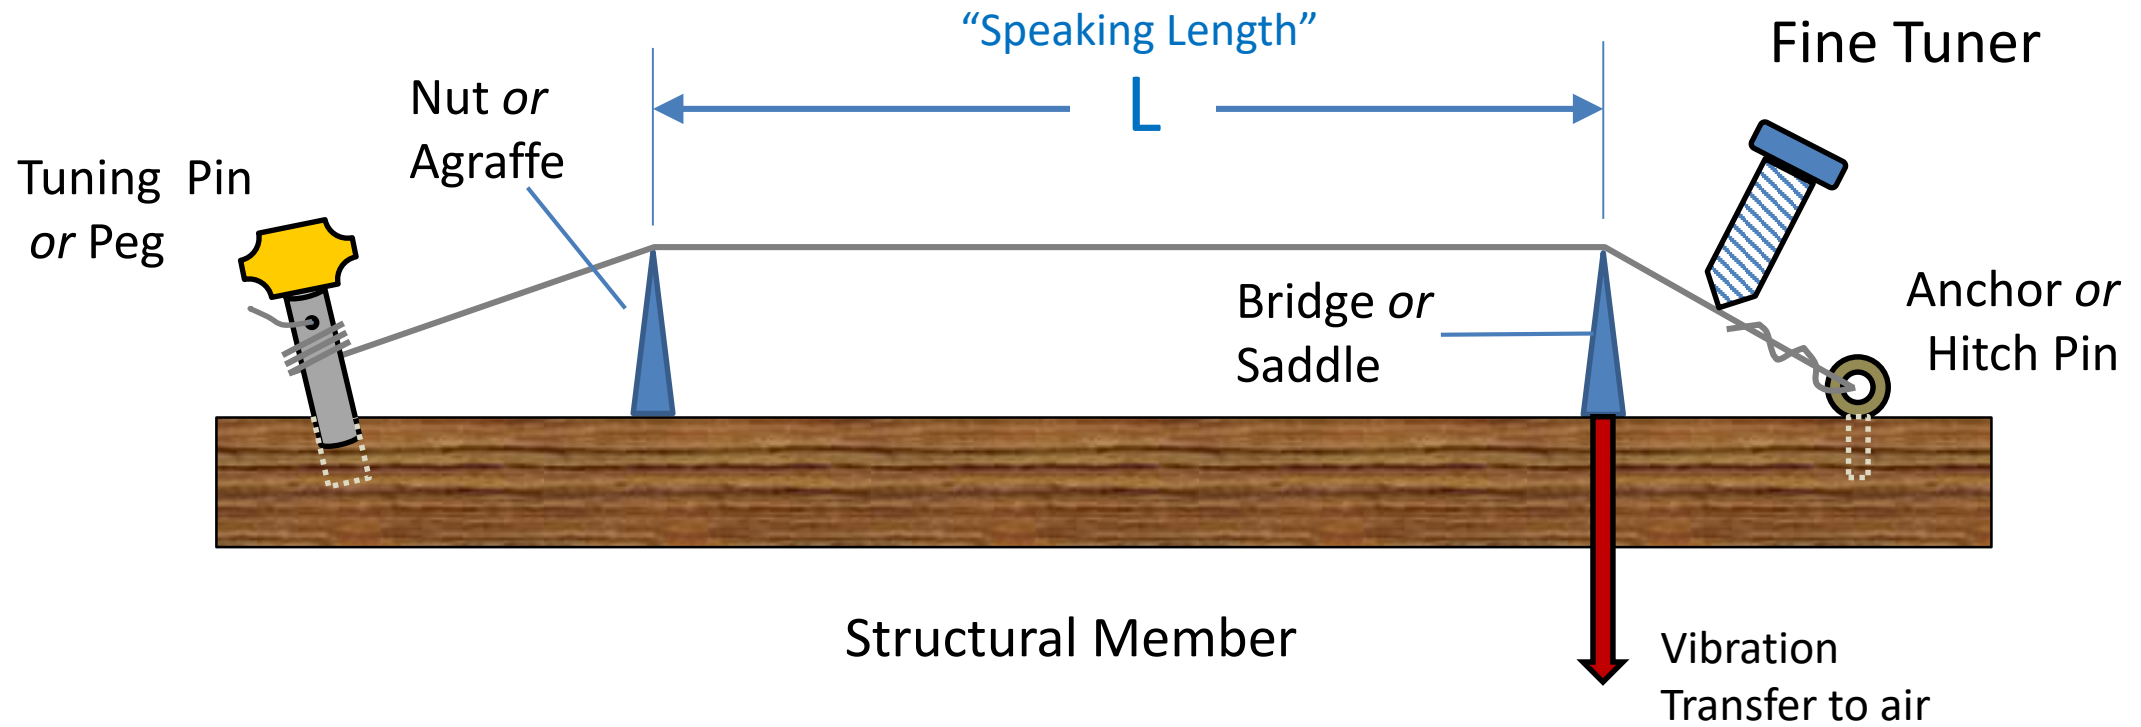 “Speaking Length”
L
Fine Tuner
Nut or
Agraffe
Tuning Pin
or Peg
Bridge or
Saddle
Anchor or
Hitch Pin
Structural Member
Vibration
Transfer to air